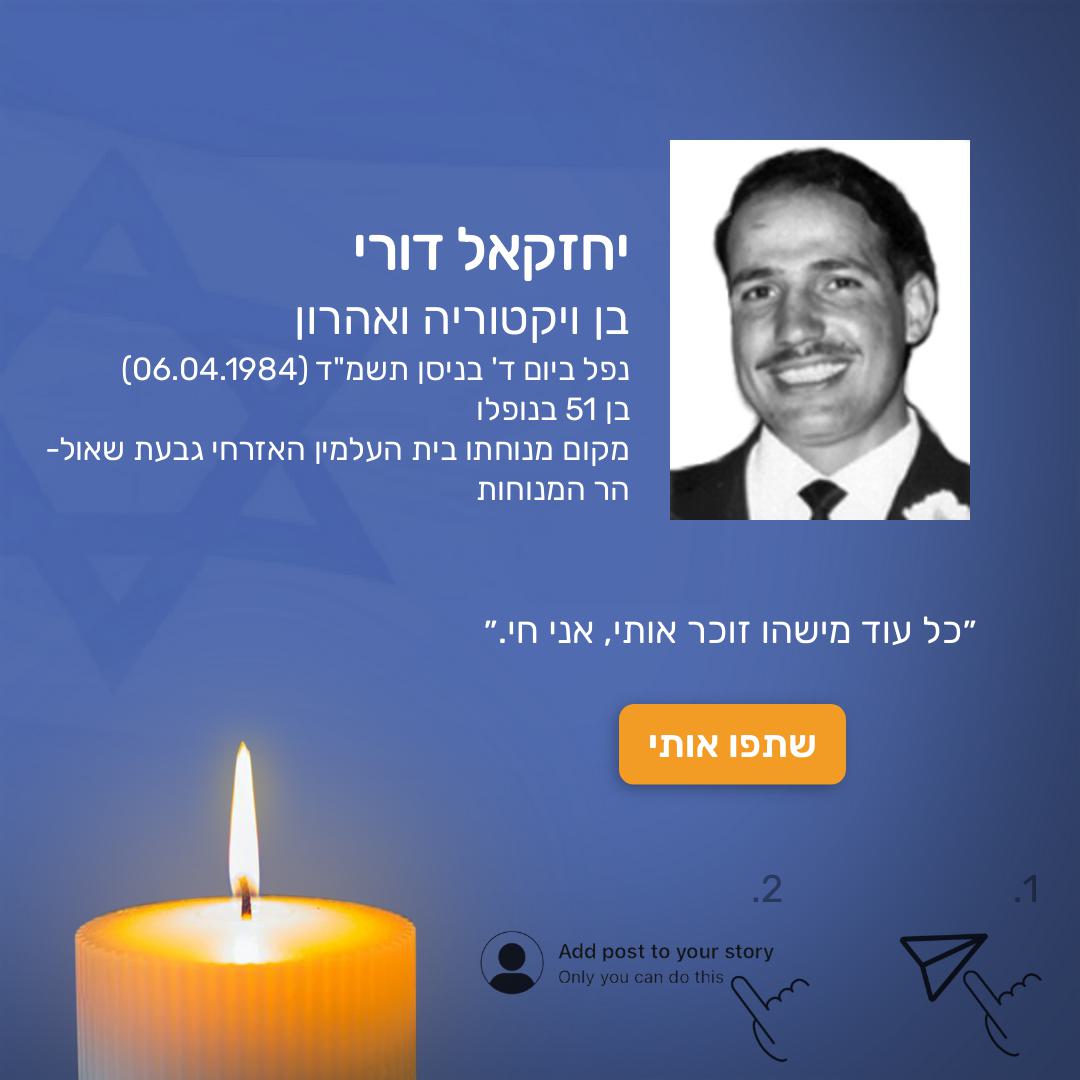 יחזקאל דורי
בן ויקטוריה ואהרון
נפל ביום ד' בניסן תשמ"ד (06.04.1984)
בן 51 בנופלו
מקום מנוחתו בית העלמין האזרחי גבעת שאול-
הר המנוחות
״כל עוד מישהו זוכר אותי, אני חי.״
שתפו אותי
.1
.2
Add post to your story
Only you can do this